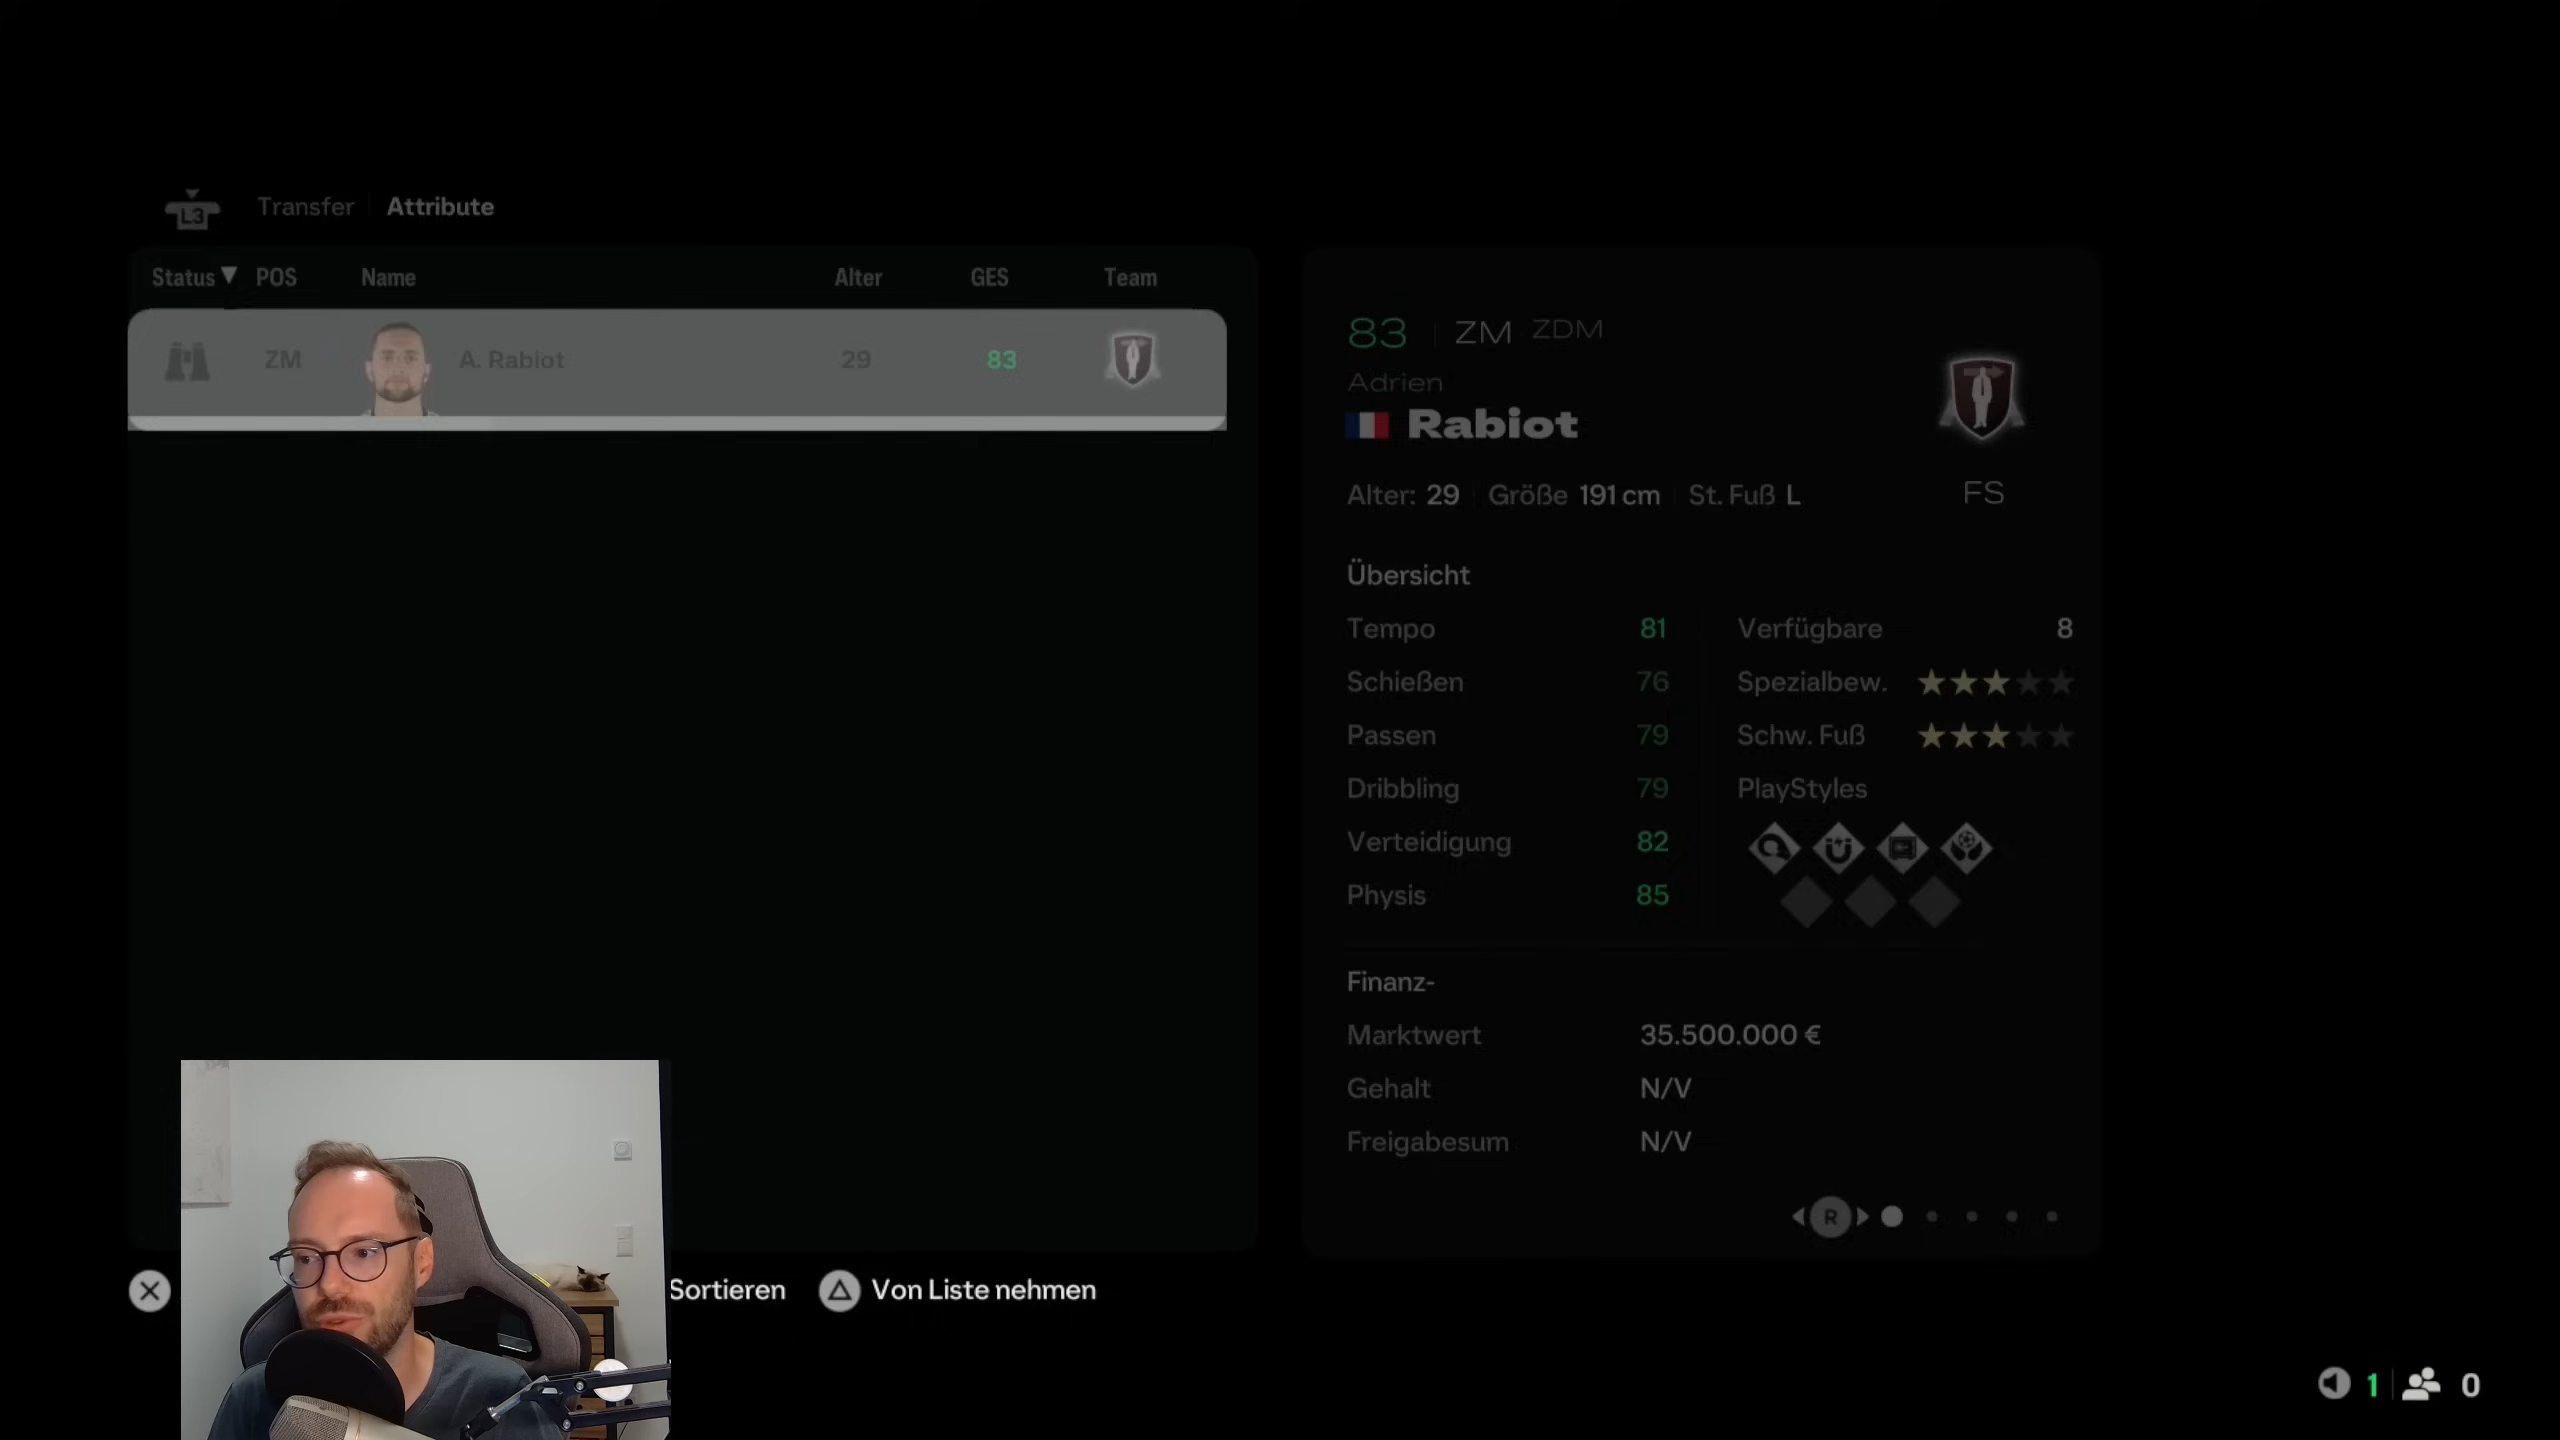 L3 Transfer Attribute
Status POS Name Alter GES Team
ZM A. Rabiot 29 83
83 ZM ZDM
Adrien
Rabiot
Alter: 29 Größe 191 cm St. Fuß L
FS
Übersicht
Tempo 81 Verfügbare 8
Schießen 76 Spezialbew.
Passen 79 Schw. Fuß
Dribbling 79 PlayStyles
Verteidigung 82
Physis 85
Finanz-
Marktwert 35.500.000 €
Gehalt N/V
Freigabesum N/V
R
Sortieren Von Liste nehmen
1 0